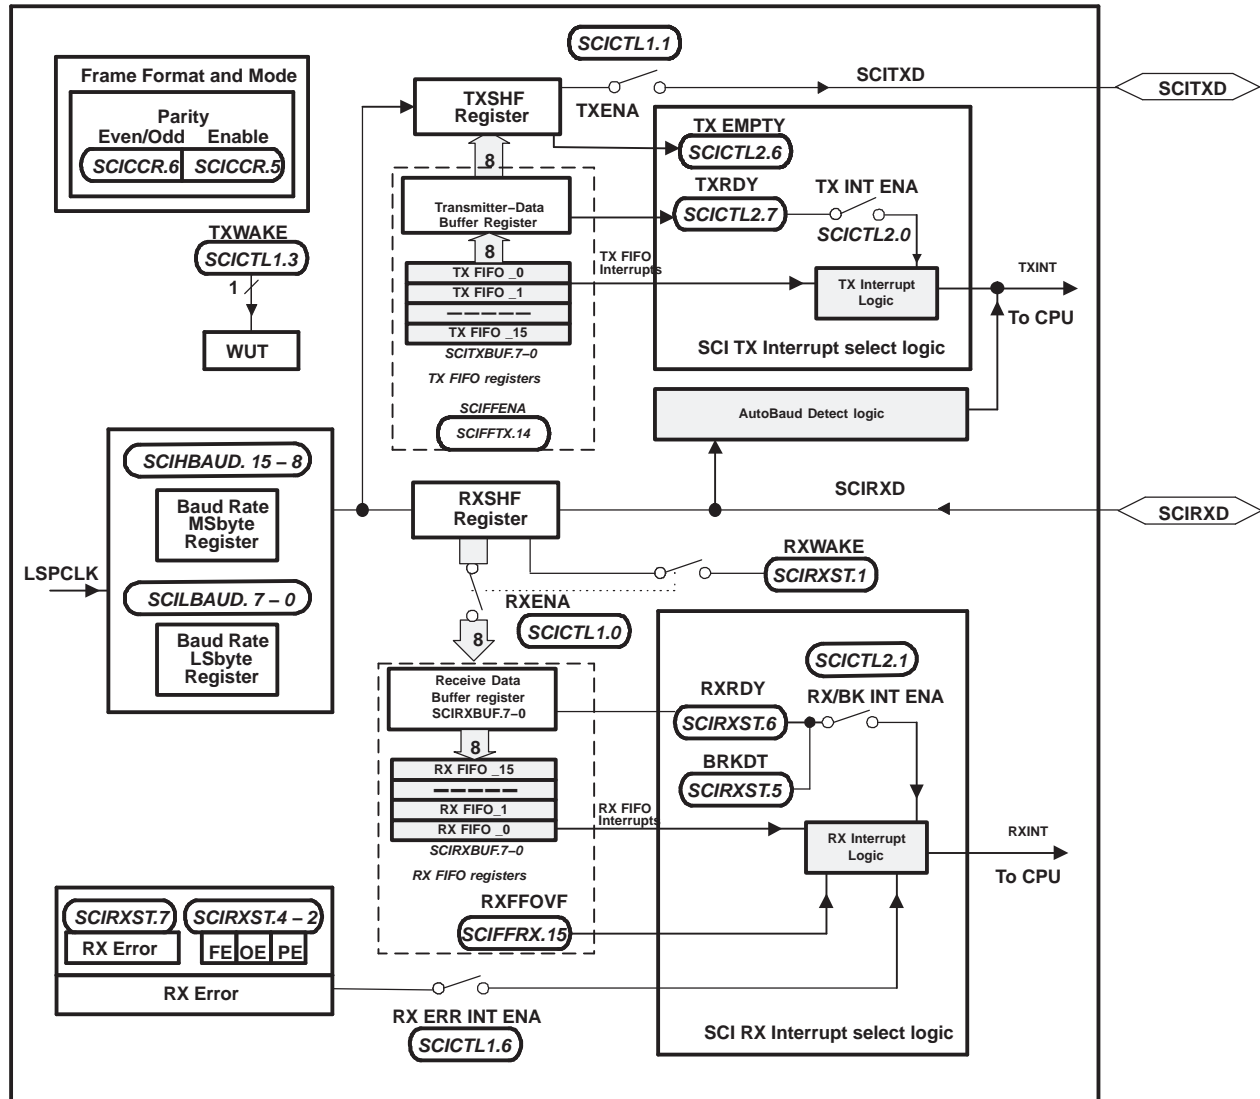 SCICTL1.1
Frame Format and Mode
Parity
Even/Odd Enable
SCICCR.6 SCICCR.5
TXSHF
Register
TXENA
SCITXD
SCITXD
TX EMPTY
SCICTL2.6
8
Transmitter–Data
Buffer Register
TXRDY
SCICTL2.7
TX INT ENA
SCICTL2.0
TXWAKE
SCICTL1.3
1
WUT
8
TX FIFO _0
TX FIFO _1
— — — — —
TX FIFO _15
SCITXBUF.7–0
TX FIFO registers
SCIFFENA
SCIFFTX.14
TX FIFO
Interrupts
TX Interrupt
Logic
TXINT
To CPU
SCI TX Interrupt select logic
AutoBaud Detect logic
SCIHBAUD. 15 – 8
Baud Rate
MSbyte
Register
LSPCLK
SCILBAUD. 7 – 0
Baud Rate
LSbyte
Register
RXSHF
Register
SCIRXD
SCIRXD
RXWAKE
SCIRXST.1
RXENA
SCICTL1.0
8
Receive Data
Buffer register
SCIRXBUF.7–0
8
RX FIFO _15
— — — — —
RX FIFO_1
RX FIFO _0
SCIRXBUF.7–0
RX FIFO registers
RXFFOVF
SCIFFRX.15
RX FIFO
Interrupts
SCICTL2.1
RXRDY
RX/BK INT ENA
SCIRXST.6
BRKDT
SCIRXST.5
RX Interrupt
Logic
RXINT
To CPU
SCI RX Interrupt select logic
SCIRXST.7 SCIRXST.4 – 2
RX Error FE OE PE
RX Error
RX ERR INT ENA
SCICTL1.6